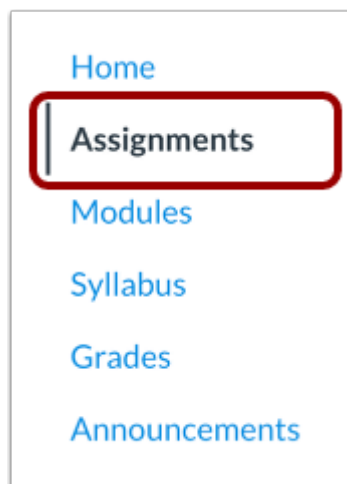 Home
Assignments
Modules
Syllabus
Grades
Announcements